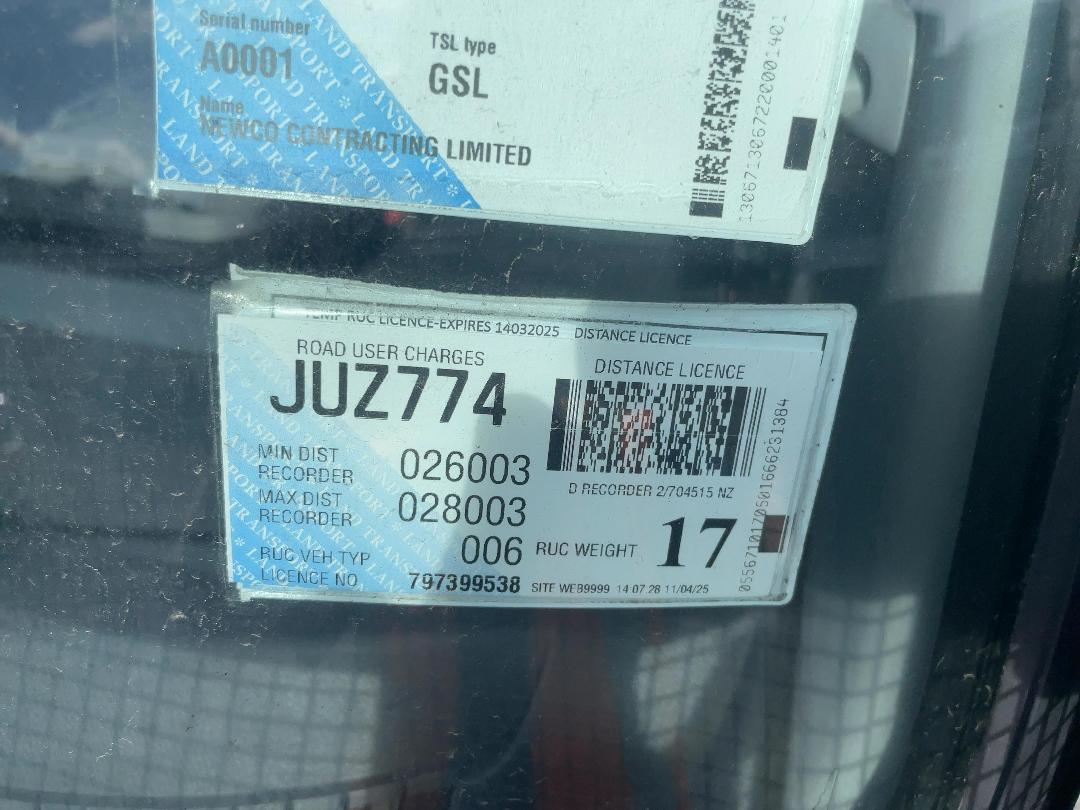 Serial number
A0001
TSL type
GSL
Name
NEWCO CONTRACTING LIMITED
1306713067220001401
TEMP RUC LICENCE-EXPIRES 14032025 DISTANCE LICENCE
ROAD USER CHARGES
JUZ774
DISTANCE LICENCE
MIN DIST
RECORDER
026003
MAX DIST
RECORDER
028003
D RECORDER 2/704515 NZ
RUC VEH TYP
006
RUC WEIGHT
17
LICENCE NO.
797399538
SITE WEB9999 14.07.28 11/04/25